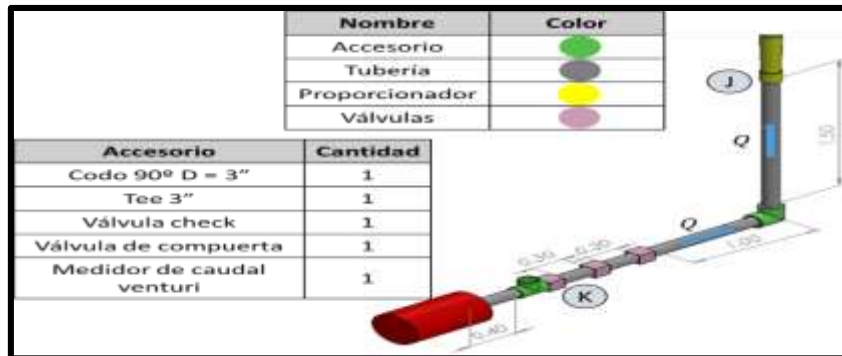 Nombre Color
Accesorio
Tubería
Proporcionador
Válvulas
J
Q
1.50
Accesorio Cantidad
Codo 90º D = 3” 1
Tee 3” 1
Válvula check 1
Válvula de compuerta 1
Medidor de caudal venturi 1
Q
1.00
0.30
0.30
K
0.40